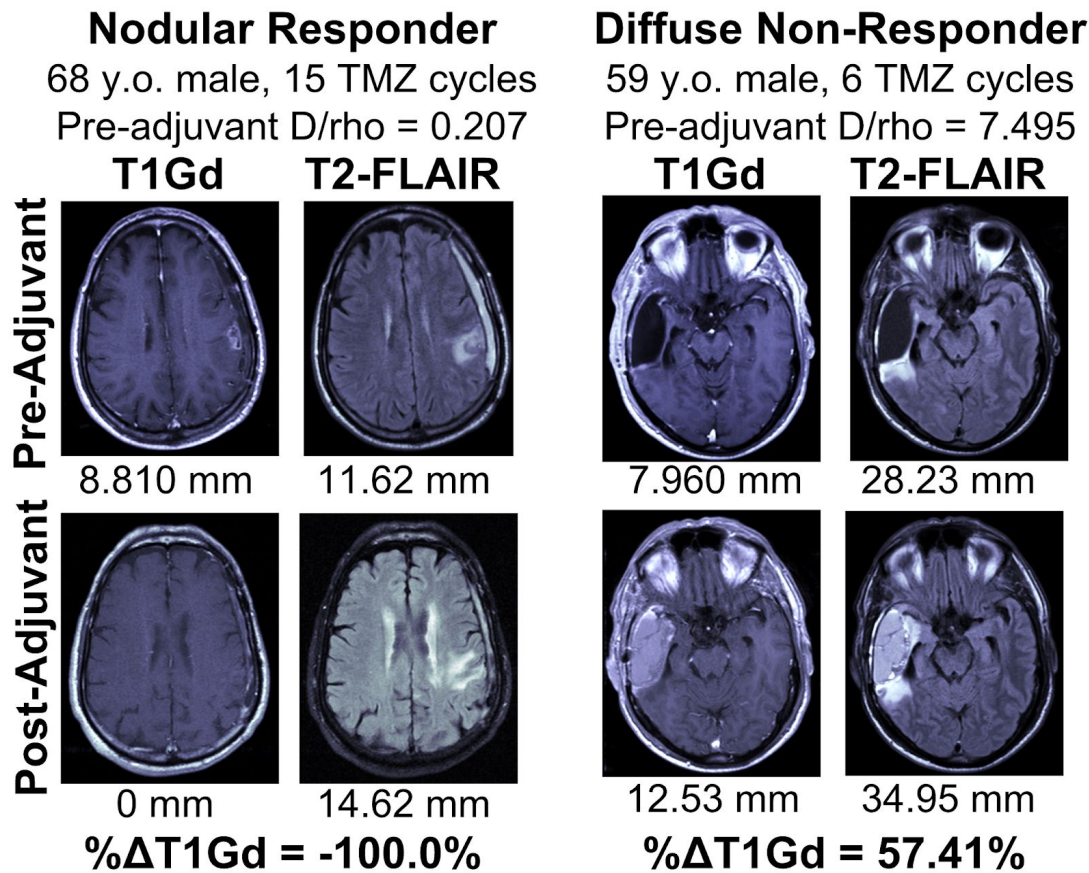 Nodular Responder
68 y.o. male, 15 TMZ cycles
Pre-adjuvant D/rho = 0.207
T1Gd
T2-FLAIR
Pre-Adjuvant
8.810 mm
11.62 mm
Post-Adjuvant
0 mm
14.62 mm
%ΔT1Gd = -100.0%
Diffuse Non-Responder
59 y.o. male, 6 TMZ cycles
Pre-adjuvant D/rho = 7.495
T1Gd
T2-FLAIR
7.960 mm
28.23 mm
12.53 mm
34.95 mm
%ΔT1Gd = 57.41%